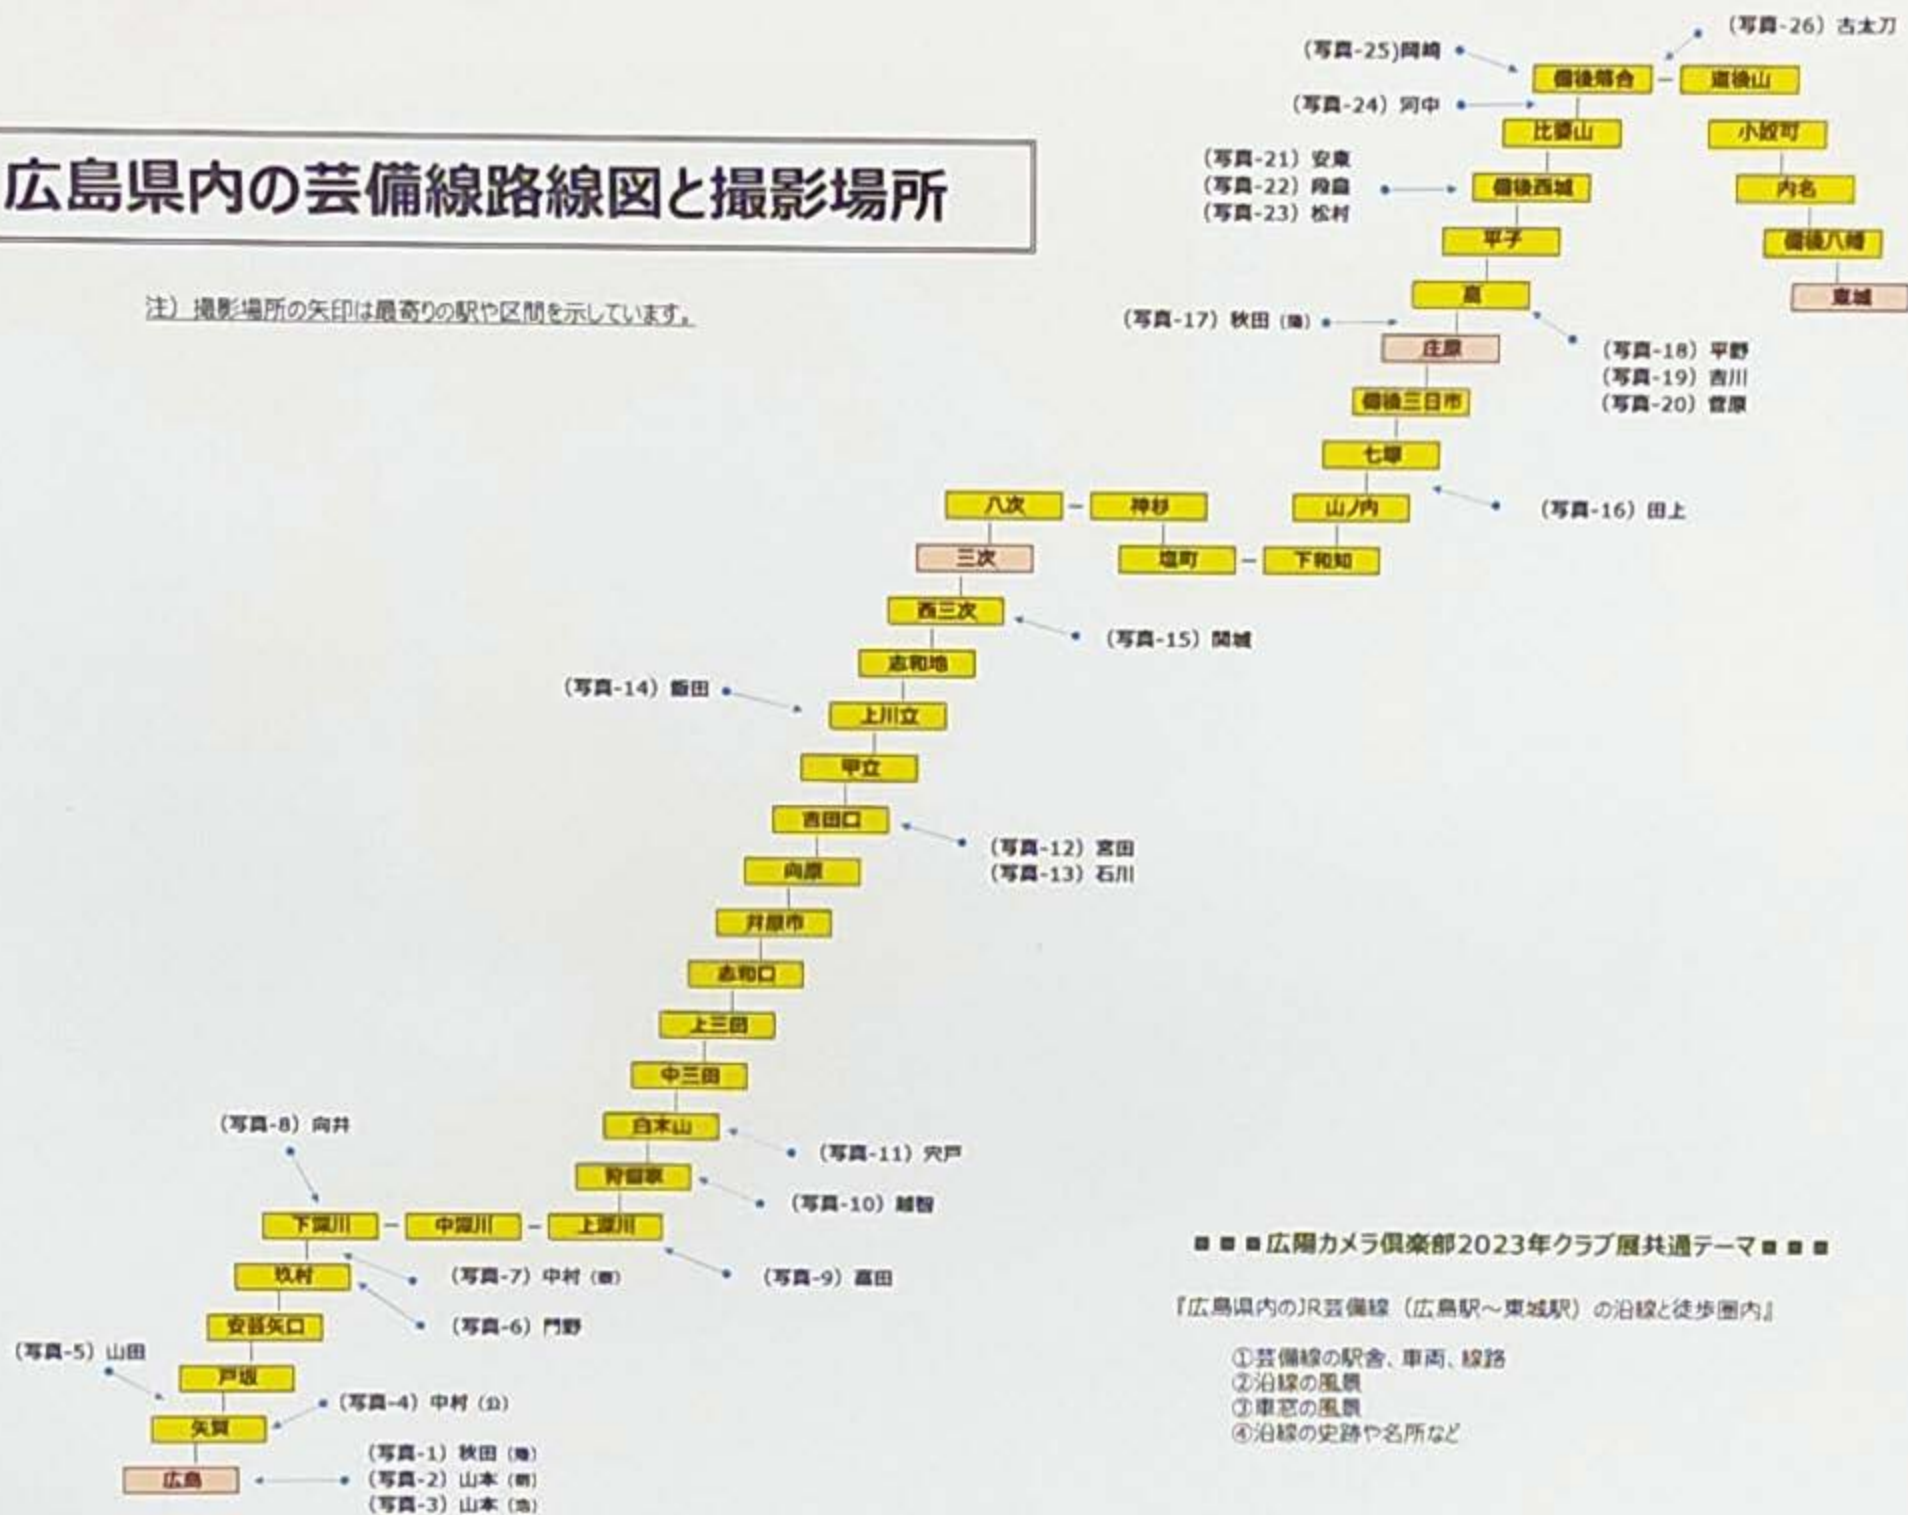 広島県内の芸備線路線図と撮影場所
注）撮影場所の矢印は最寄りの駅や区間を示しています。
（写真-26）古太刀
（写真-25)岡崎
備後落合
道後山
（写真-24）河中
比婆山
小奴可
（写真-21）安東
（写真-22）段畠
（写真-23）松村
備後西城
内名
平子
備後八幡
高
東城
（写真-17）秋田（隆）
庄原
（写真-18）平野
（写真-19）吉川
（写真-20）菅原
備後三日市
七塚
八次
神杉
山ノ内
（写真-16）田上
三次
塩町
下和知
西三次
（写真-15）関城
志和地
（写真-14）飯田
上川立
甲立
吉田口
（写真-12）宮田
（写真-13）石川
向原
井原市
志和口
上三田
中三田
（写真-8）向井
白木山
（写真-11）宍戸
狩留家
（写真-10）越智
下深川
中深川
上深川
玖村
（写真-7）中村
（写真-9）高田
安芸矢口
（写真-6）門野
（写真-5）山田
戸坂
（写真-4）中村（公）
矢賀
広島
（写真-1）秋田（隆）
（写真-2）山本
（写真-3）山本
■ ■ ■広陽カメラ倶楽部2023年クラブ展共通テーマ■ ■ ■
『広島県内のJR芸備線（広島駅～東城駅）の沿線と徒歩圏内』
①芸備線の駅舎、車両、線路
②沿線の風景
③車窓の風景
④沿線の史跡や名所など